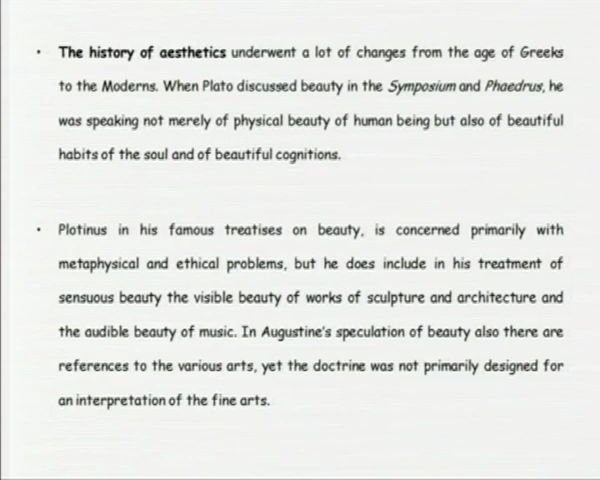 • The history of aesthetics underwent a lot of changes from the age of Greeks
to the Moderns. When Plato discussed beauty in the Symposium and Phaedrus, he
was speaking not merely of physical beauty of human being but also of beautiful
habits of the soul and of beautiful cognitions.
• Plotinus in his famous treatises on beauty, is concerned primarily with
metaphysical and ethical problems, but he does include in his treatment of
sensuous beauty the visible beauty of works of sculpture and architecture and
the audible beauty of music. In Augustine's speculation of beauty also there are
references to the various arts, yet the doctrine was not primarily designed for
an interpretation of the fine arts.